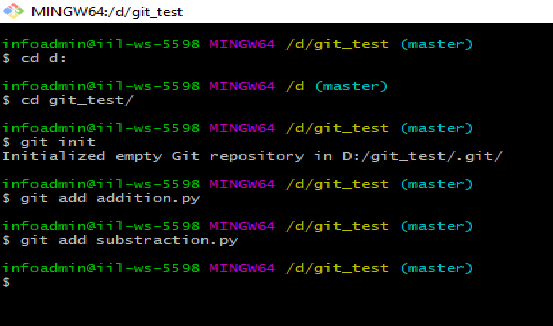 MINGW64:/d/git_test
infoadmin@iil-ws-5598 MINGW64 /d/git_test (master)
$ cd d:
infoadmin@iil-ws-5598 MINGW64 /d (master)
$ cd git_test/
infoadmin@iil-ws-5598 MINGW64 /d/git_test (master)
$ git init
Initialized empty Git repository in D:/git_test/.git/
infoadmin@iil-ws-5598 MINGW64 /d/git_test (master)
$ git add addition.py
infoadmin@iil-ws-5598 MINGW64 /d/git_test (master)
$ git add substraction.py
infoadmin@iil-ws-5598 MINGW64 /d/git_test (master)
$